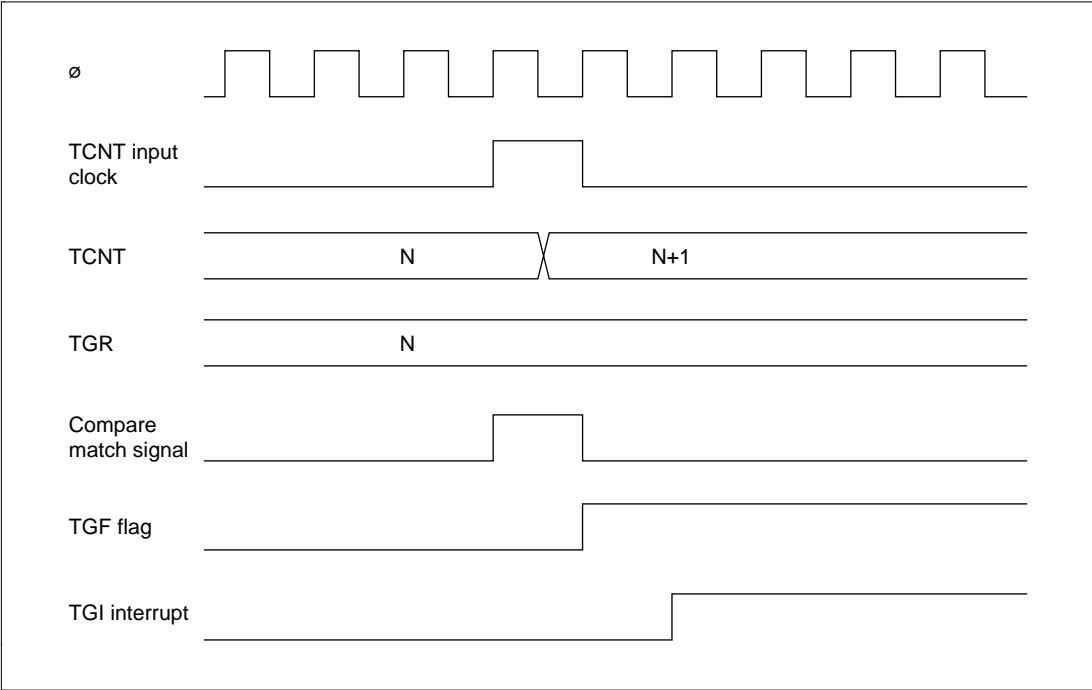 ø
TCNT input
clock
TCNT
N
N+1
TGR
N
Compare
match signal
TGF flag
TGI interrupt